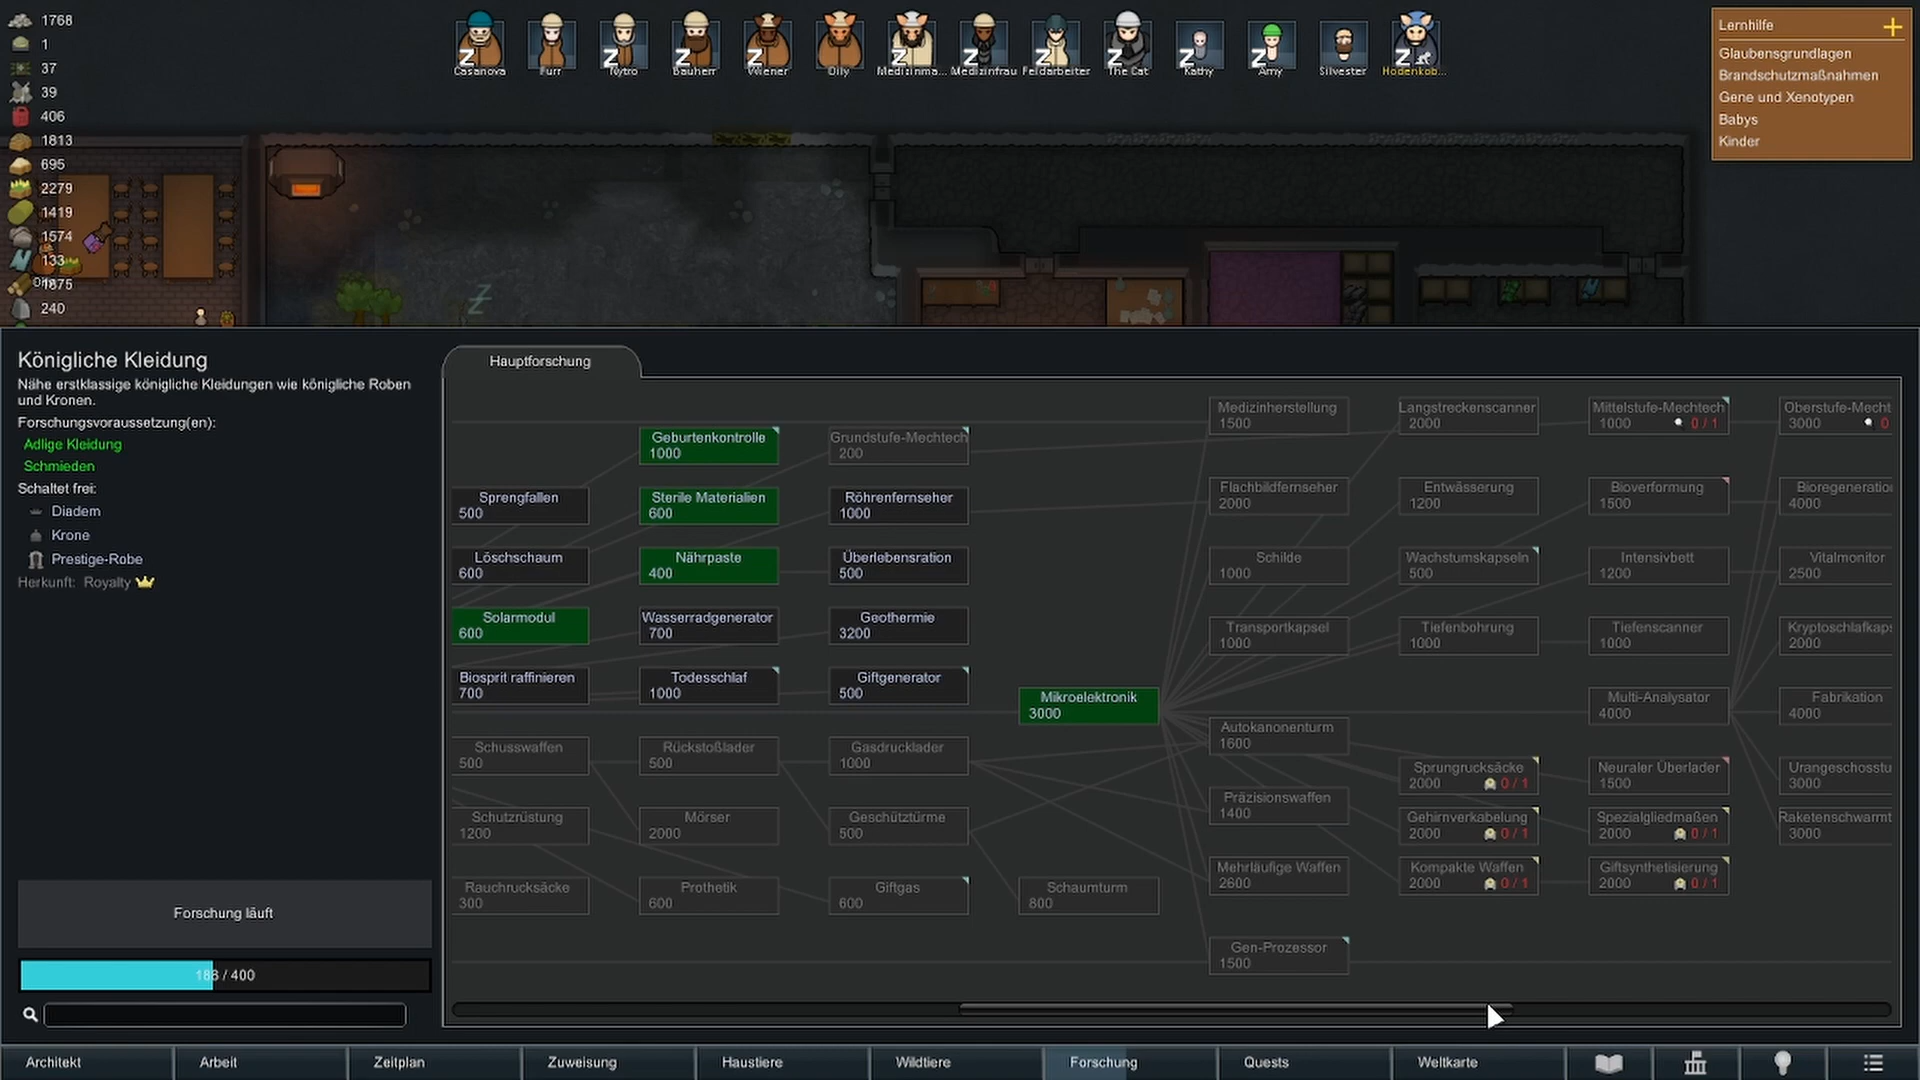 1768
1
37
39
406
1813
695
2279
1419
1574
133
1675
240
Casanova
Furr
Nytro
Bauherr
Wiener
Olly
Medizinma...
Medizinfrau
Feldarbeiter
The Cat
Kathy
Amy
Silvester
Hodenkob...
Lernhilfe
Glaubensgrundlagen
Brandschutzmaßnahmen
Gene und Xenotypen
Babys
Kinder
Königliche Kleidung
Nähe erstklassige königliche Kleidungen wie königliche Roben
und Kronen.
Forschungsvoraussetzung(en):
Adlige Kleidung
Schmieden
Schaltet frei:
Diadem
Krone
Prestige-Robe
Herkunft: Royalty
Forschung läuft
188 / 400
Hauptforschung
Sprengfallen
500
Löschschaum
600
Solarmodul
600
Biosprit raffinieren
700
Schusswaffen
500
Schutzrüstung
1200
Rauchrucksäcke
300
Geburtenkontrolle
1000
Sterile Materialien
600
Nährpaste
400
Wasserradgenerator
700
Todesschlaf
1000
Rückstoßlader
500
Mörser
2000
Prothetik
600
Grundstufe-Mechtech
200
Röhrenfernseher
1000
Überlebensration
500
Geothermie
3200
Giftgenerator
500
Gasdrucklader
1000
Geschütztürme
500
Giftgas
600
Mikroelektronik
3000
Schaumturm
800
Medizinherstellung
1500
Flachbildfernseher
2000
Schilde
1000
Transportkapsel
1000
Autokanonenturm
1600
Präzisionswaffen
1400
Mehrläufige Waffen
2600
Gen-Prozessor
1500
Langstreckenscanner
2000
Entwässerung
1200
Wachstumskapseln
500
Tiefenbohrung
1000
Sprungrucksäcke
2000 0 / 1
Gehirnverkabelung
2000 0 / 1
Kompakte Waffen
2000 0 / 1
Mittelstufe-Mechtech
1000 0 / 1
Bioverformung
1500
Intensivbett
1200
Tiefenscanner
1000
Multi-Analysator
4000
Neuraler Überlader
1500
Spezialgliedmaßen
2000 0 / 1
Giftsynthetisierung
2000 0 / 1
Oberstufe-Mecht
3000 0
Bioregeneration
4000
Vitalmonitor
2500
Kryptoschlafkaps
2000
Fabrikation
4000
Urangeschosstu
3000
Raketenschwarmt
3000
Architekt
Arbeit
Zeitplan
Zuweisung
Haustiere
Wildtiere
Forschung
Quests
Weltkarte